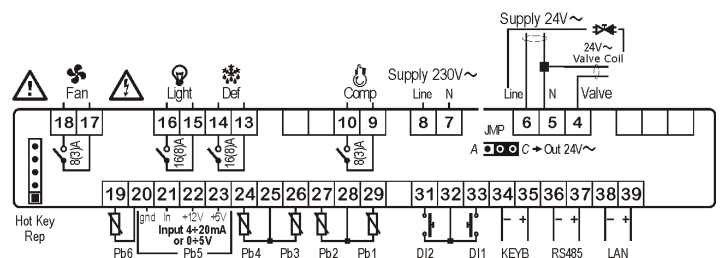 Supply 24V~
24V~
Valve Coil
Fan
Light
Def
Comp
Supply 230V~
Line N
Line N Valve
18 17 16 15 14 13 10 9 8 7 6 5 4
8(3)A
16(8)A
16(8)A
8(3)A
JMP
A C → Out 24V~
19 20 21 22 23 24 25 26 27 28 29 31 32 33 34 35 36 37 38 39
gnd In +12V +5V
Input 4÷20mA
or 0÷5V
- + - + - +
Hot Key
Rep
Pb6 Pb5 Pb4 Pb3 Pb2 Pb1 DI2 DI1 KEYB RS485 LAN